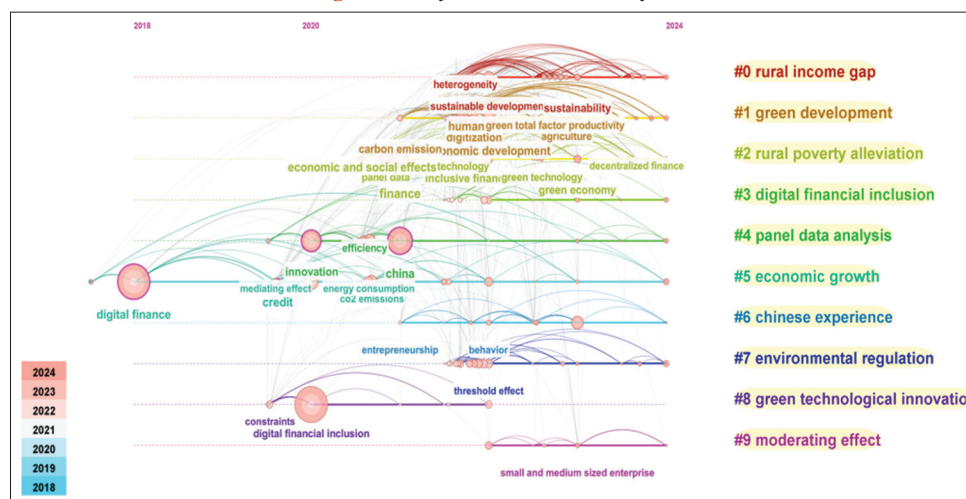 2018
2020
2024
heterogeneity
#0 rural income gap
sustainable developmen
sustainability
#1 green development
human
green total factor productivity
digitization
agriculture
carbon emission
onomic development
#2 rural poverty alleviation
economic and social effects
technology
decentralized finance
panel data
inclusive financ
green technology
finance
green economy
#3 digital financial inclusion
#4 panel data analysis
efficiency
innovation
china
#5 economic growth
mediating effect
energy consumption
credit
co2 emissions
digital finance
#6 chinese experience
entrepreneurship
behavior
#7 environmental regulation
threshold effect
#8 green technological innovatio
constraints
digital financial inclusion
#9 moderating effect
small and medium sized enterprise
2024
2023
2022
2021
2020
2019
2018